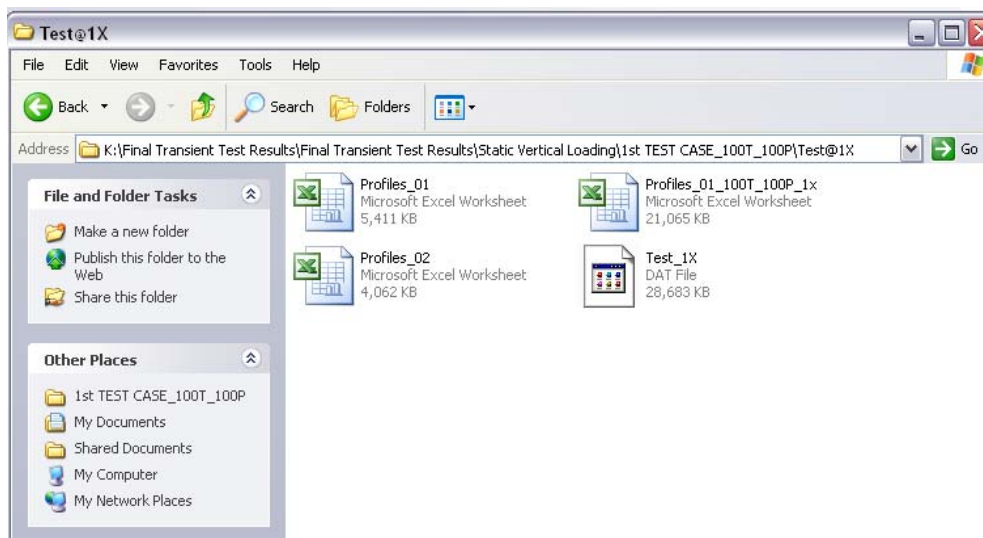 Test@1X
File Edit View Favorites Tools Help
Back Search Folders
Address K:\Final Transient Test Results\Final Transient Test Results\Static Vertical Loading\1st TEST CASE_100T_100P\Test@1X Go
File and Folder Tasks
Make a new folder
Publish this folder to the
Web
Share this folder
Other Places
1st TEST CASE_100T_100P
My Documents
Shared Documents
My Computer
My Network Places
Profiles_01
Microsoft Excel Worksheet
5,411 KB
Profiles_01_100T_100P_1x
Microsoft Excel Worksheet
21,065 KB
Profiles_02
Microsoft Excel Worksheet
4,062 KB
Test_1X
DAT File
28,683 KB